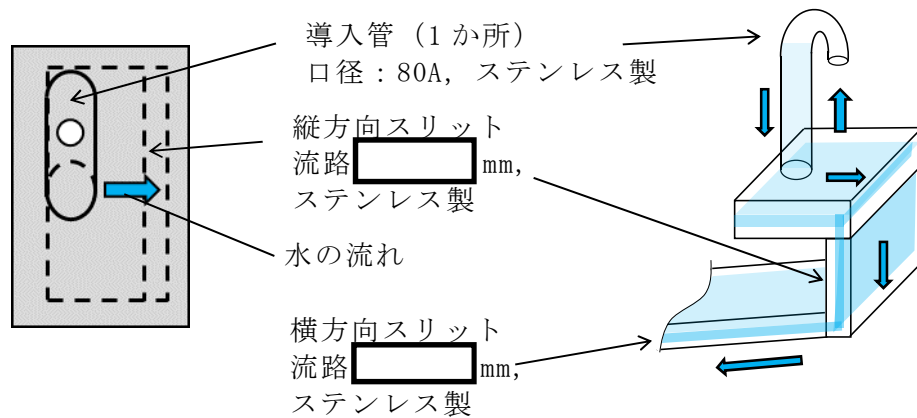 導入管（1か所）
口径：80A，ステンレス製
縦方向スリット
流路 mm，
ステンレス製
水の流れ
横方向スリット
流路 mm，
ステンレス製